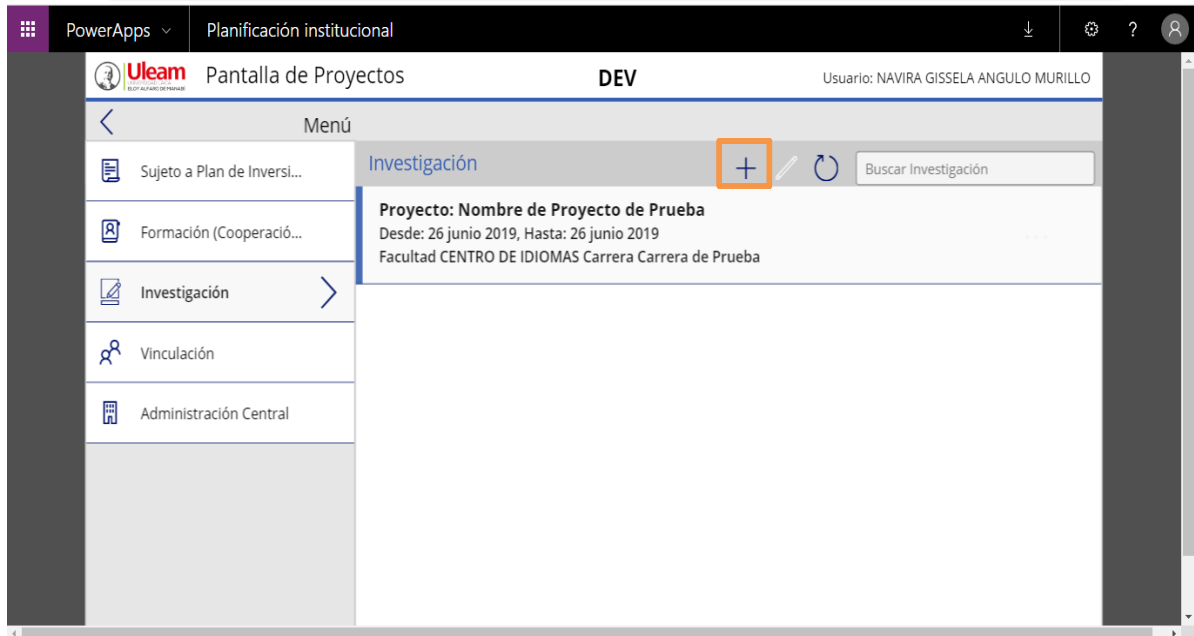 PowerApps Planificación institucional ?
Uleam Pantalla de Proyectos DEV Usuario: NAVIRA GISSELA ANGULO MURILLO
ELOY ALFARO DE MANABÍ
Menú
Sujeto a Plan de Inversi...
Formación (Cooperació...
Investigación
Vinculación
Administración Central
Investigación Buscar Investigación
Proyecto: Nombre de Proyecto de Prueba
Desde: 26 junio 2019, Hasta: 26 junio 2019
Facultad CENTRO DE IDIOMAS Carrera Carrera de Prueba